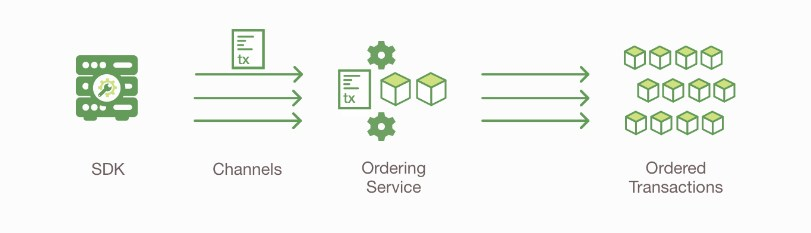 tx
tx
SDK
Channels
Ordering
Service
Ordered
Transactions